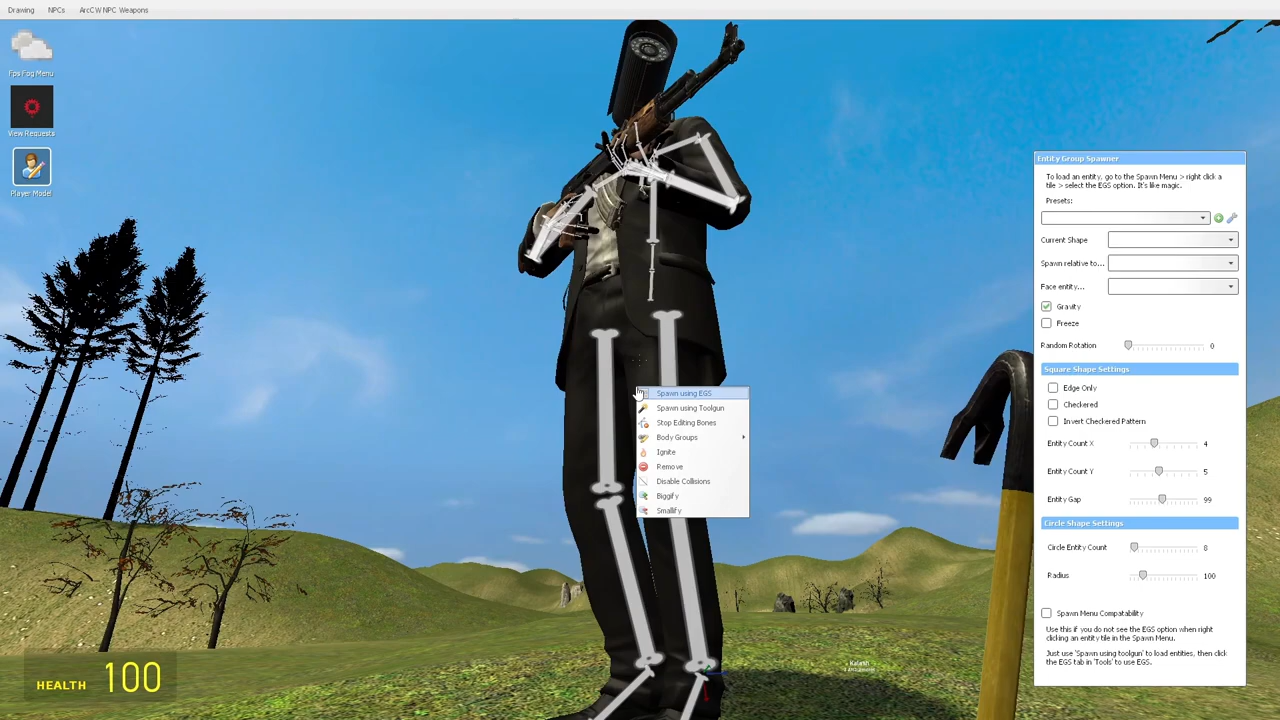 Drawing NPCs ArcCW NPC Weapons
Fps Fog Menu
View Requests
Player Model
Spawn using EGS
Spawn using Toolgun
Stop Editing Bones
Body Groups
Ignite
Remove
Disable Collisions
Biggify
Smallify
Entity Group Spawner
To load an entity, go to the Spawn Menu > right click a
tile > select the EGS option. It's like magic.
Presets:
Current Shape
Spawn relative to...
Face entity...
Gravity
Freeze
Random Rotation 0
Square Shape Settings
Edge Only
Checkered
Invert Checkered Pattern
Entity Count X 4
Entity Count Y 5
Entity Gap 99
Circle Shape Settings
Circle Entity Count 8
Radius 100
Spawn Menu Compatability
Use this if you do not see the EGS option when right
clicking an entity tile in the Spawn Menu.
Just use 'Spawn using toolgun' to load entities, then click
the EGS tab in 'Tools' to use EGS.
HEALTH 100